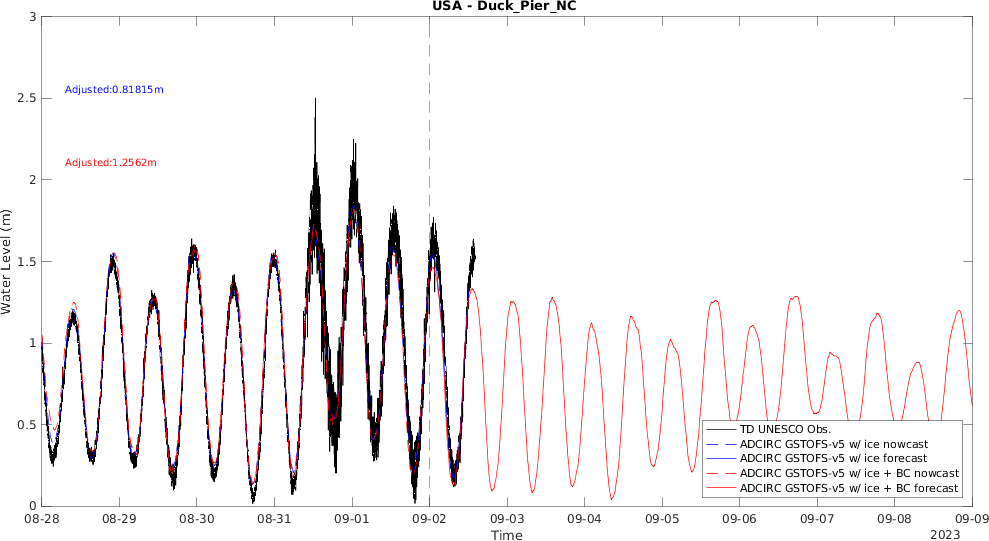 USA - Duck_Pier_NC
3
2.5
2
1.5
1
0.5
0
Water Level (m)
Adjusted:0.81815m
Adjusted:1.2562m
TD UNESCO Obs.
ADCIRC GSTOFS-v5 w/ ice nowcast
ADCIRC GSTOFS-v5 w/ ice forecast
ADCIRC GSTOFS-v5 w/ ice + BC nowcast
ADCIRC GSTOFS-v5 w/ ice + BC forecast
08-28 08-29 08-30 08-31 09-01 09-02 09-03 09-04 09-05 09-06 09-07 09-08 09-09
Time
2023